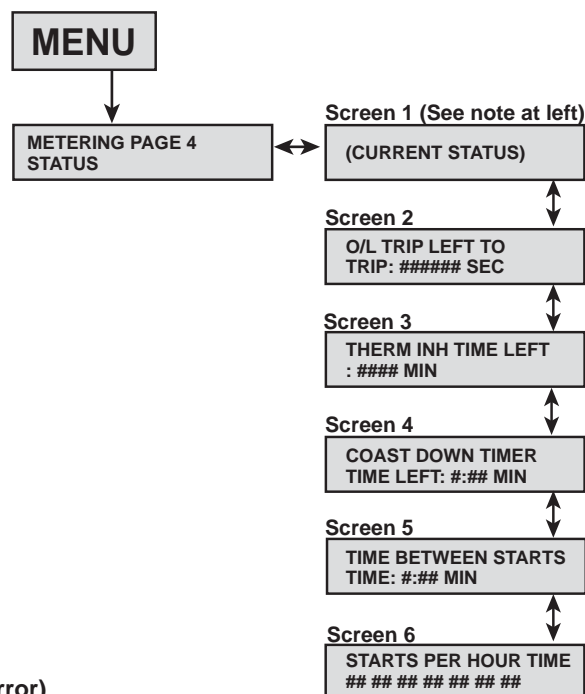 MENU
METERING PAGE 4
STATUS
Screen 1 (See note at left)
(CURRENT STATUS)
Screen 2
O/L TRIP LEFT TO
TRIP: ###### SEC
Screen 3
THERM INH TIME LEFT
: #### MIN
Screen 4
COAST DOWN TIMER
TIME LEFT: #:## MIN
Screen 5
TIME BETWEEN STARTS
TIME: #:## MIN
Screen 6
STARTS PER HOUR TIME
## ## ## ## ## ## ##
rror)